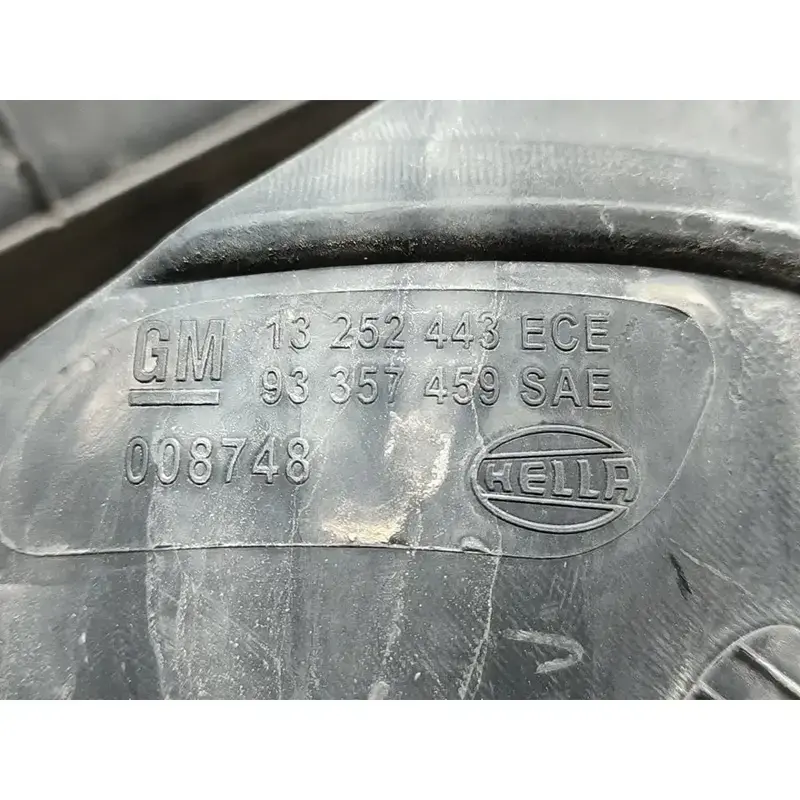 GM 13 252 443 ECE
93 357 459 SAE
008748
HELLA